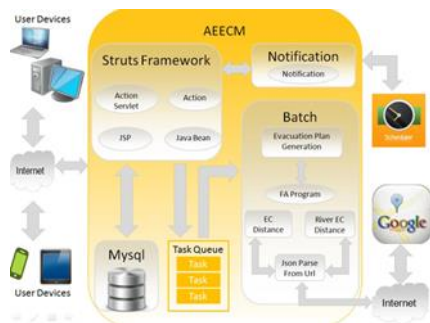 User Devices
AEECM
Struts Framework
Action
Servlet
Action
JSP
Java Bean
Notification
Notification
Batch
Evacuation Plan
Generation
FA Program
EC
Distance
River EC
Distance
Json Parse
From Url
Internet
User Devices
Mysql
Task Queue
Task
Task
Task
Scheduler
Google
Internet